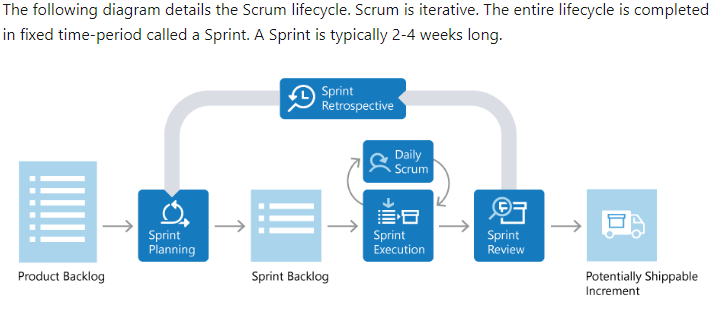 The following diagram details the Scrum lifecycle. Scrum is iterative. The entire lifecycle is completed
in fixed time-period called a Sprint. A Sprint is typically 2-4 weeks long.
Sprint
Retrospective
Daily
Scrum
Sprint
Planning
Sprint
Execution
Sprint
Review
Product Backlog
Sprint Backlog
Potentially Shippable
Increment